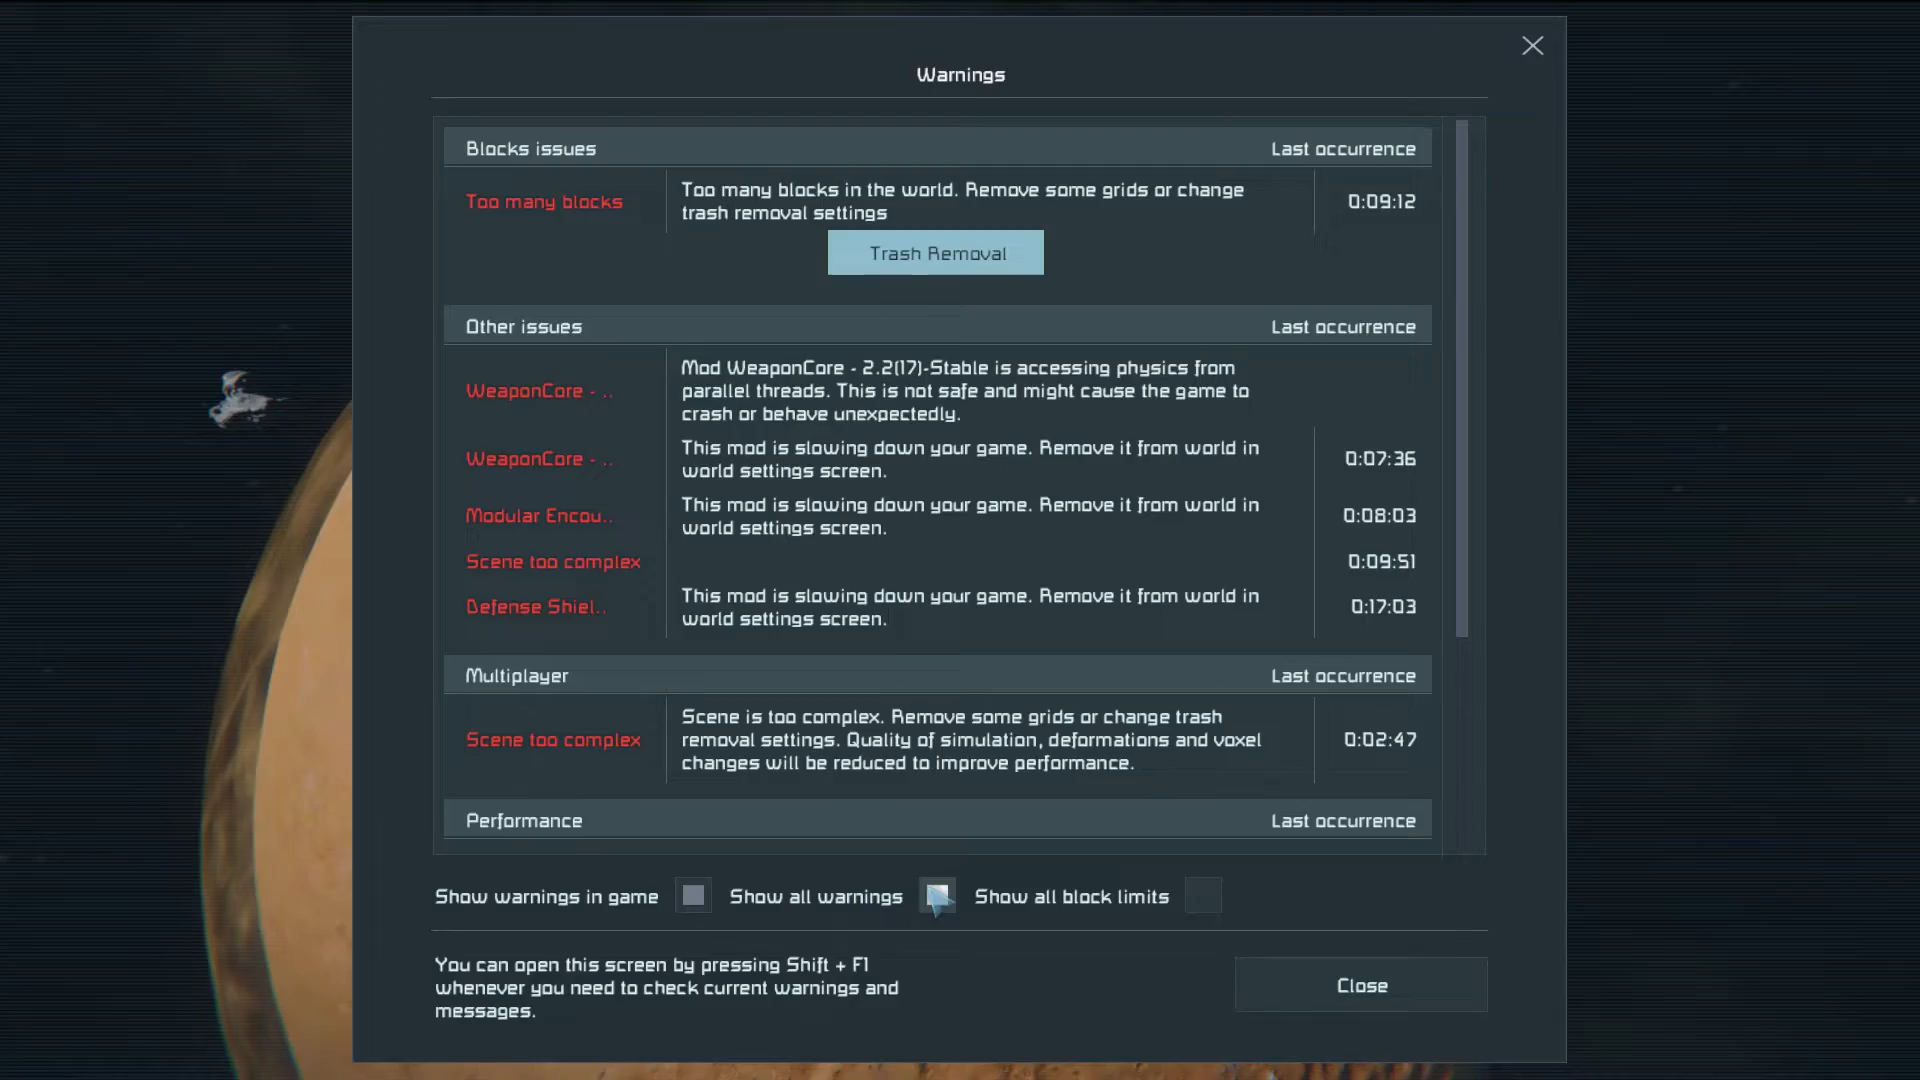 Warnings
Blocks issues Last occurrence
Too many blocks Too many blocks in the world. Remove some grids or change 0:09:12
trash removal settings
Trash Removal
Other issues Last occurrence
WeaponCore - .. Mod WeaponCore - 2.2(17)-Stable is accessing physics from
parallel threads. This is not safe and might cause the game to
crash or behave unexpectedly.
WeaponCore - .. This mod is slowing down your game. Remove it from world in 0:07:36
world settings screen.
Modular Encou.. This mod is slowing down your game. Remove it from world in 0:08:03
world settings screen.
Scene too complex 0:09:51
Defense Shiel.. This mod is slowing down your game. Remove it from world in 0:17:03
world settings screen.
Multiplayer Last occurrence
Scene too complex Scene is too complex. Remove some grids or change trash 0:02:47
removal settings. Quality of simulation, deformations and voxel
changes will be reduced to improve performance.
Performance Last occurrence
Show warnings in game Show all warnings Show all block limits
You can open this screen by pressing Shift + F1
whenever you need to check current warnings and
messages.
Close